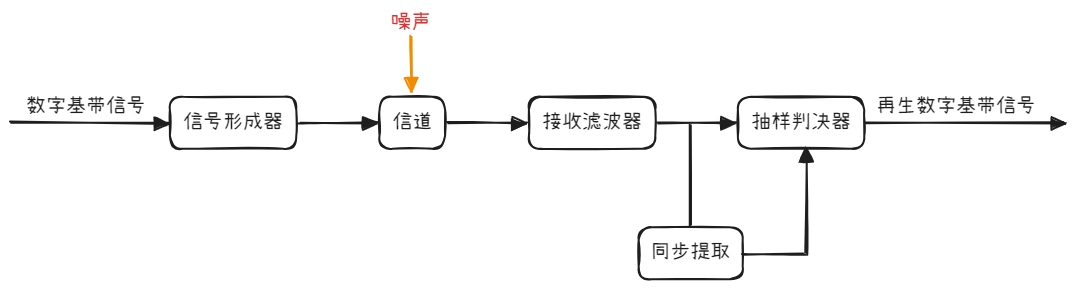 噪声
数字基带信号
信号形成器
信道
接收滤波器
抽样判决器
再生数字基带信号
同步提取